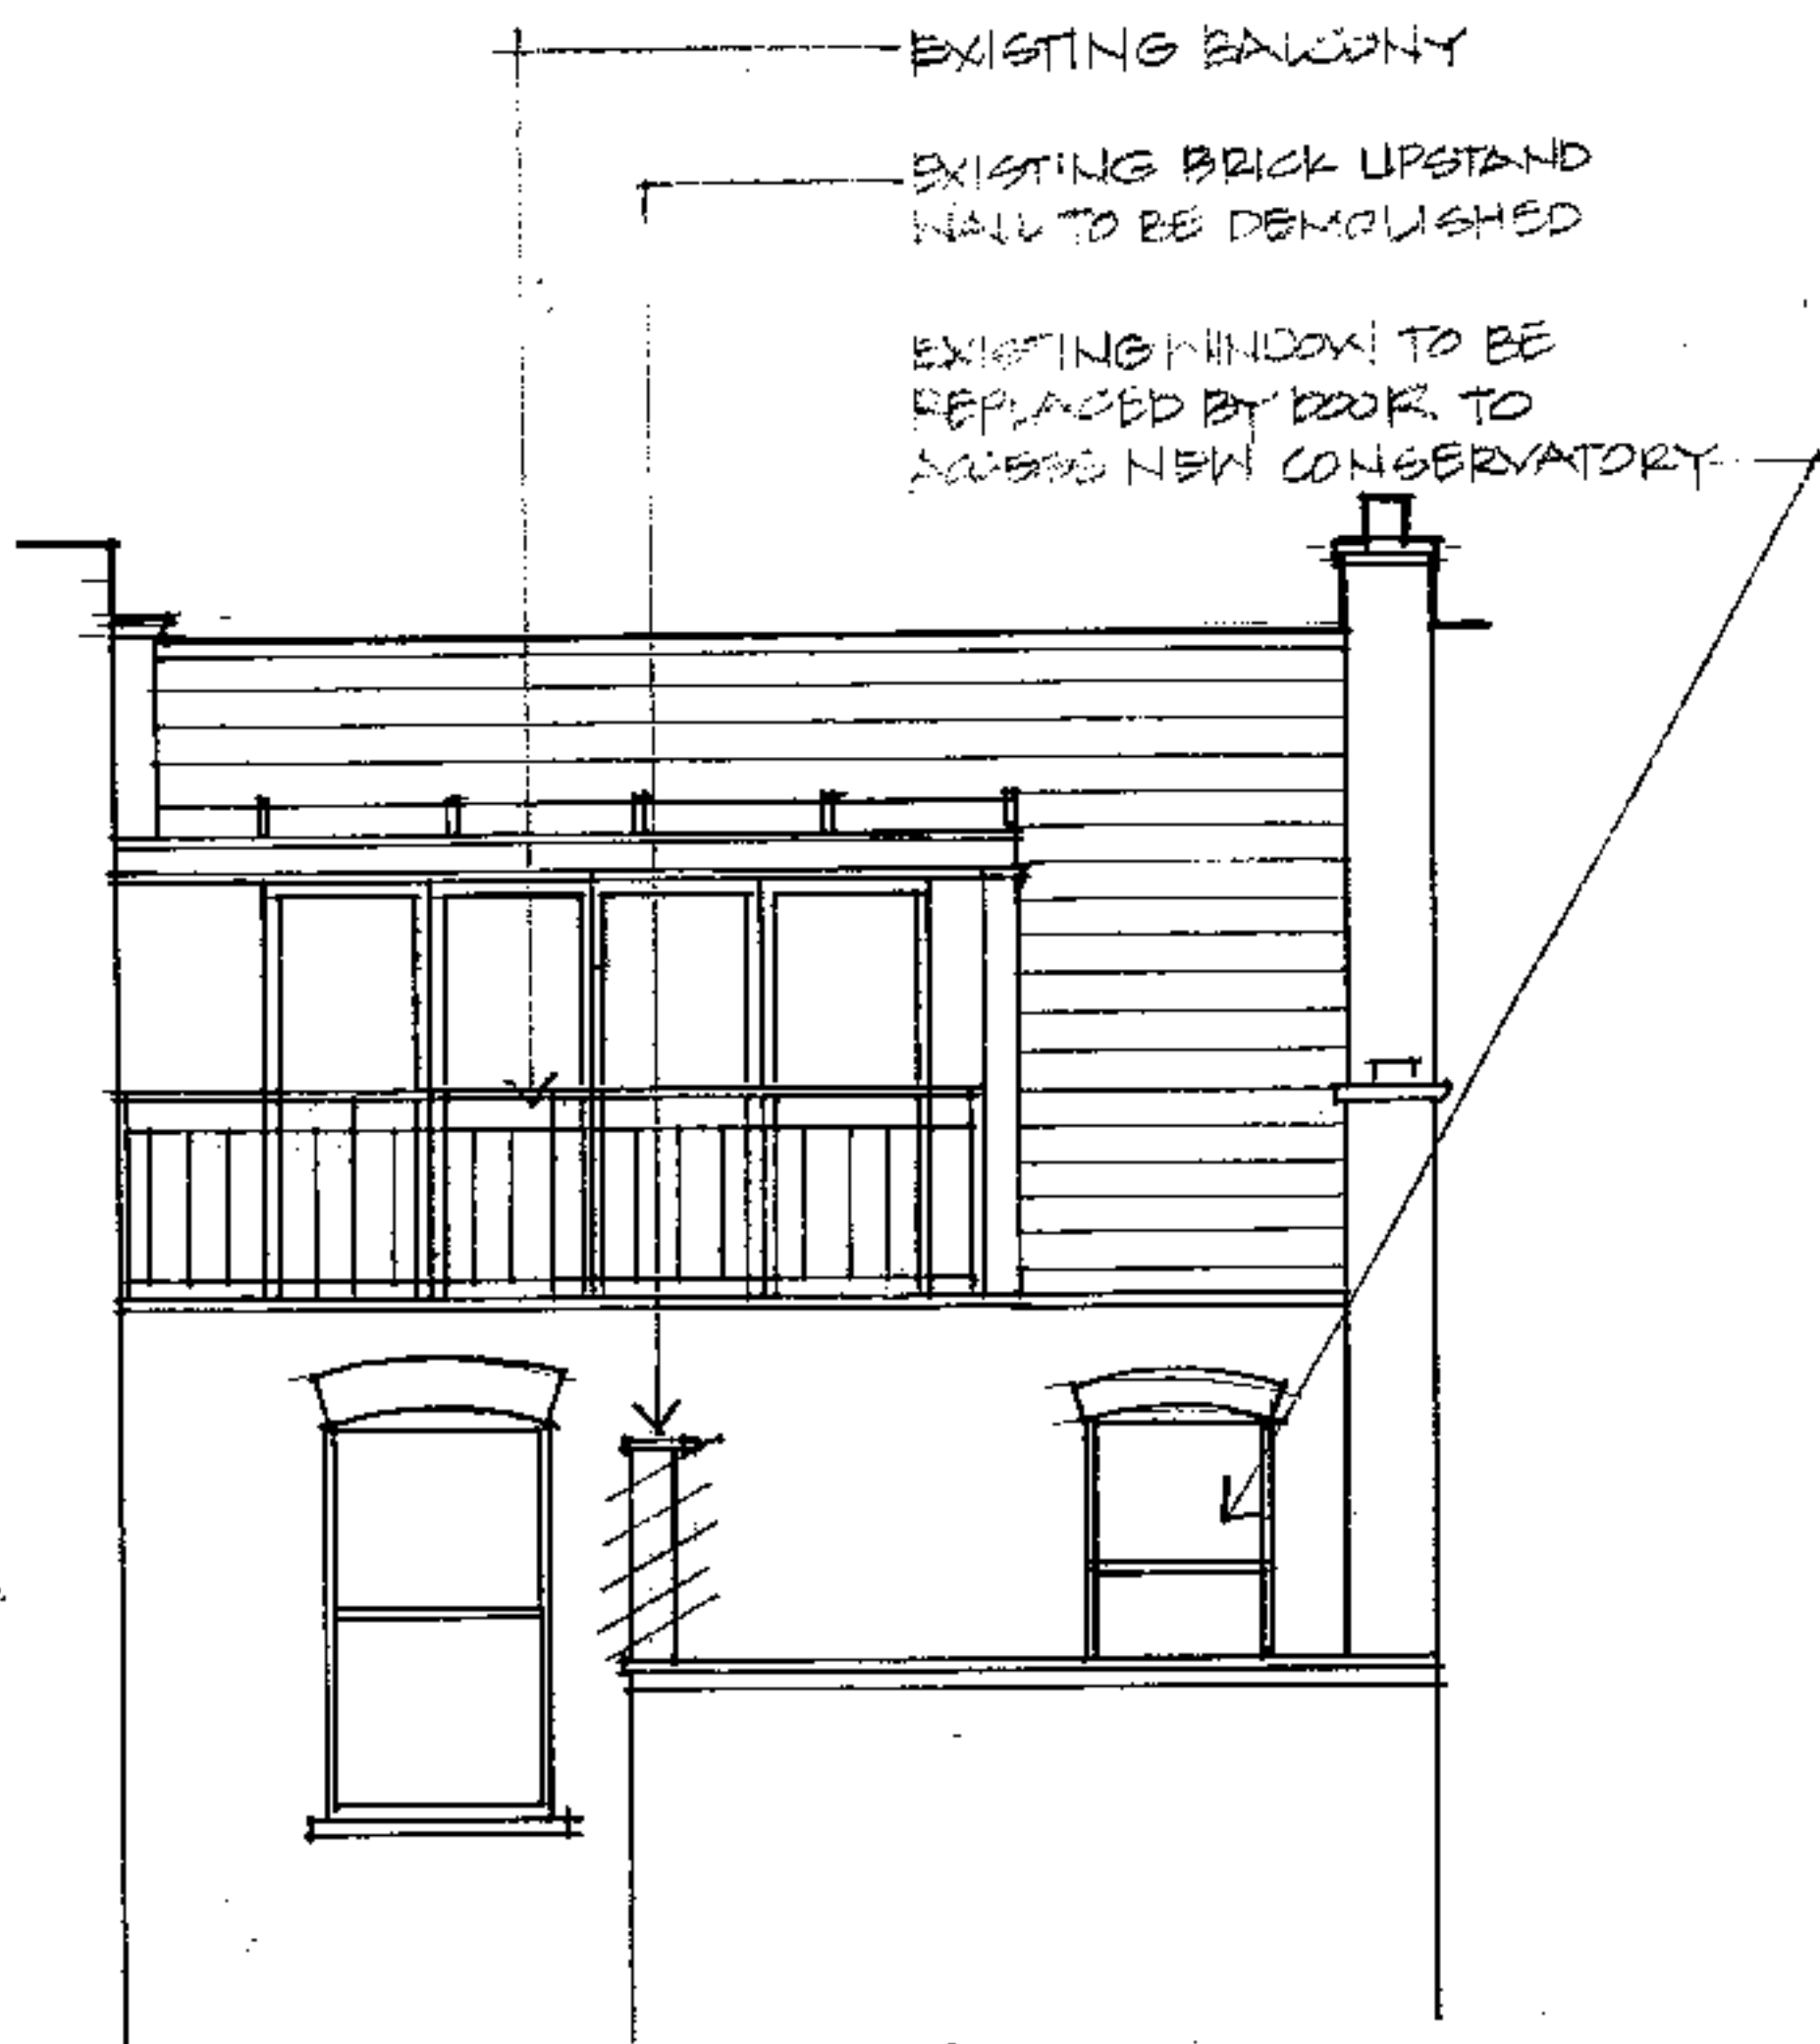 EXISTING BALCONY
EXISTING BRICK UPSTAND
WALL TO BE DEMOLISHED
EXISTING WINDOW TO BE
REPLACED BY DOOR TO
ACCESS NEW CONSERVATORY